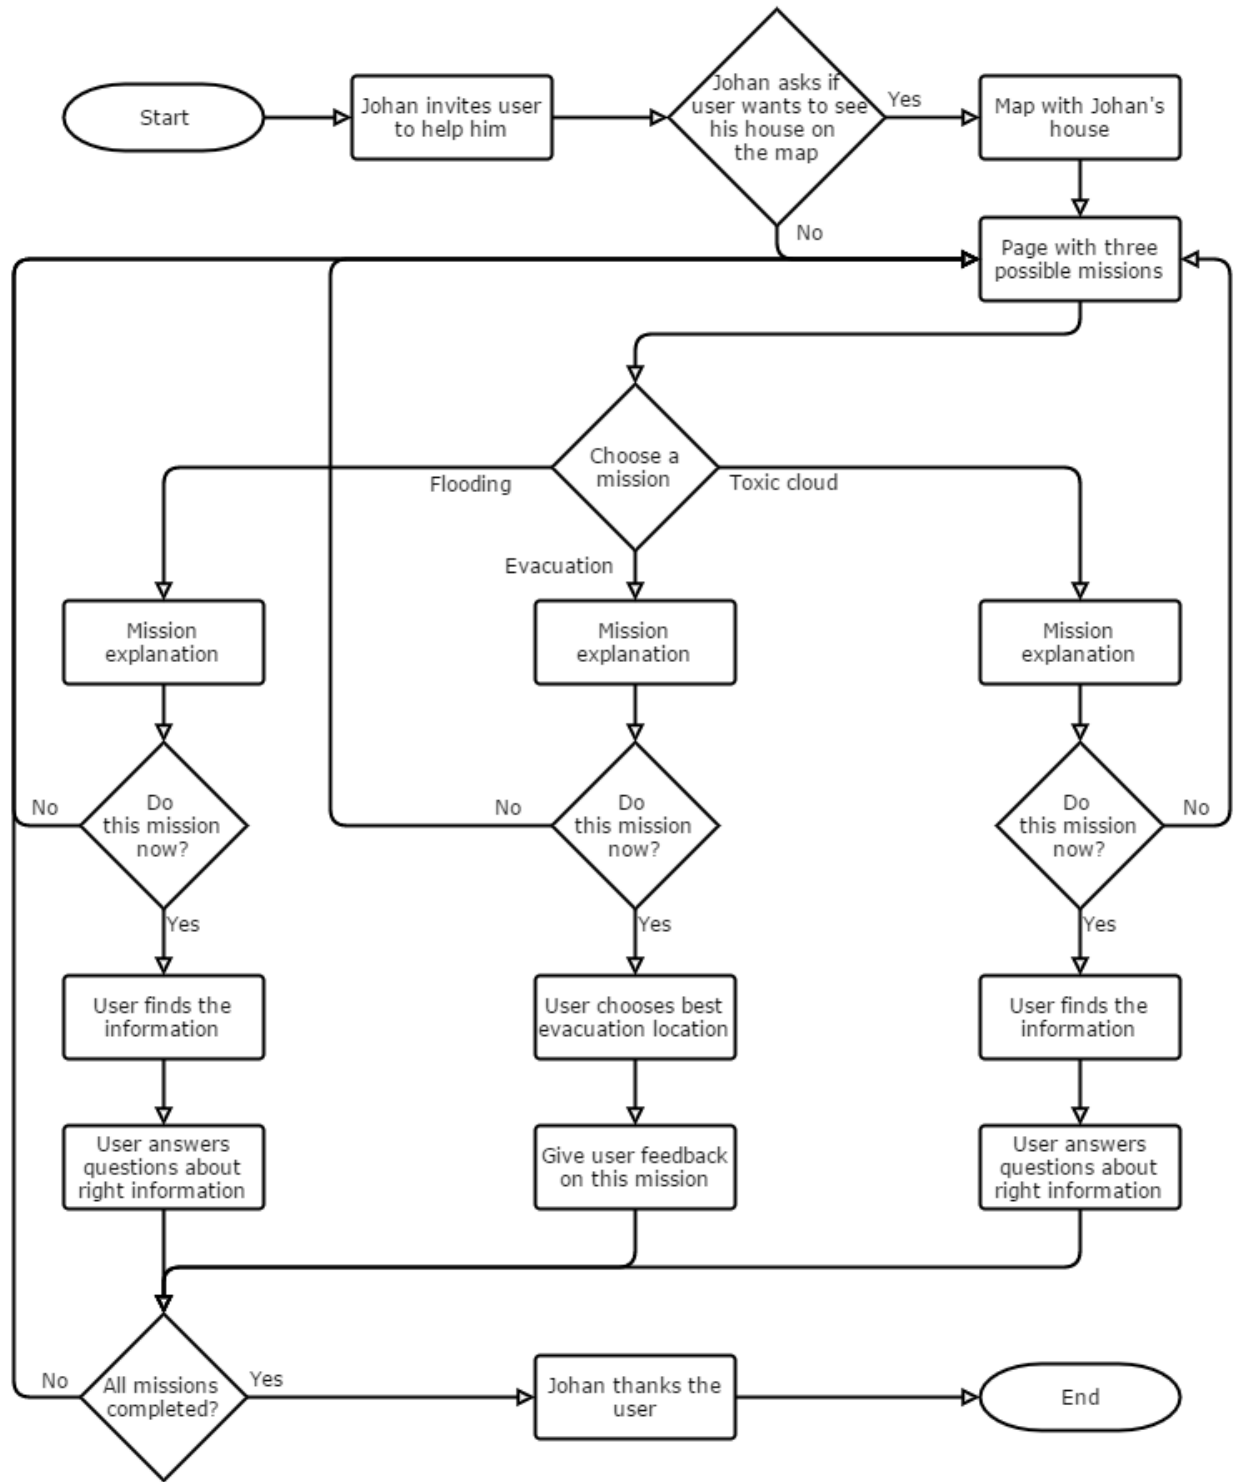 Start
Johan invites user
to help him
Johan asks if
user wants to see
his house on
the map
Yes
Map with Johan's
house
No
Page with three
possible missions
Choose a
mission
Flooding
Toxic cloud
Evacuation
Mission
explanation
Mission
explanation
Mission
explanation
No
Do
this mission
now?
No
Do
this mission
now?
Do
this mission
now?
No
Yes
Yes
Yes
User finds the
information
User chooses best
evacuation location
User finds the
information
User answers
questions about
right information
Give user feedback
on this mission
User answers
questions about
right information
No
All missions
completed?
Yes
Johan thanks the
user
End